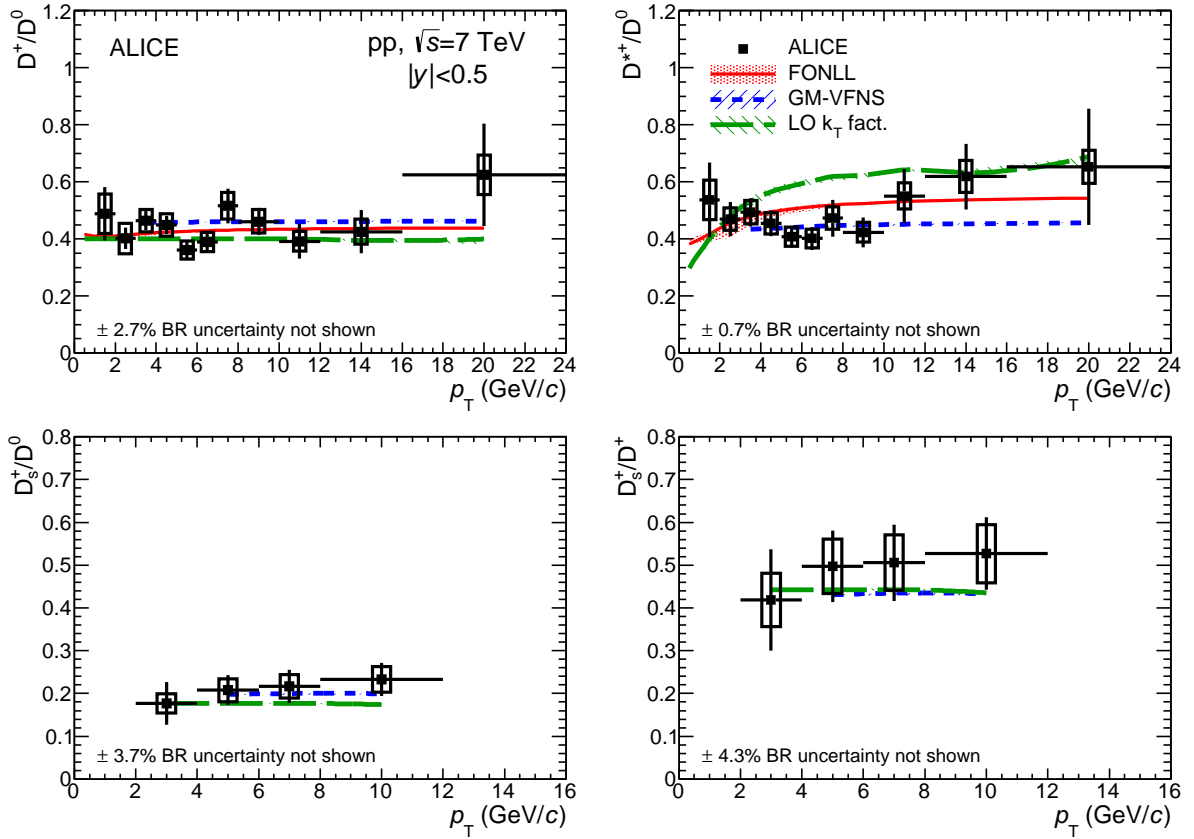 D⁺/D⁰
1.2
1
0.8
0.6
0.4
0.2
0
ALICE
pp, √s=7 TeV
|y|<0.5
± 2.7% BR uncertainty not shown
2 4 6 8 10 12 14 16 18 20 22 24
p_T (GeV/c)
D*⁺/D⁰
1.2
1
0.8
0.6
0.4
0.2
0
ALICE
FONLL
GM-VFNS
LO k_T fact.
± 0.7% BR uncertainty not shown
0 2 4 6 8 10 12 14 16 18 20 22 24
p_T (GeV/c)
D_s⁺/D⁰
0.8
0.7
0.6
0.5
0.4
0.3
0.2
0.1
0
± 3.7% BR uncertainty not shown
0 2 4 6 8 10 12 14 16
p_T (GeV/c)
D_s⁺/D⁺
0.8
0.7
0.6
0.5
0.4
0.3
0.2
0.1
0
± 4.3% BR uncertainty not shown
0 2 4 6 8 10 12 14 16
p_T (GeV/c)